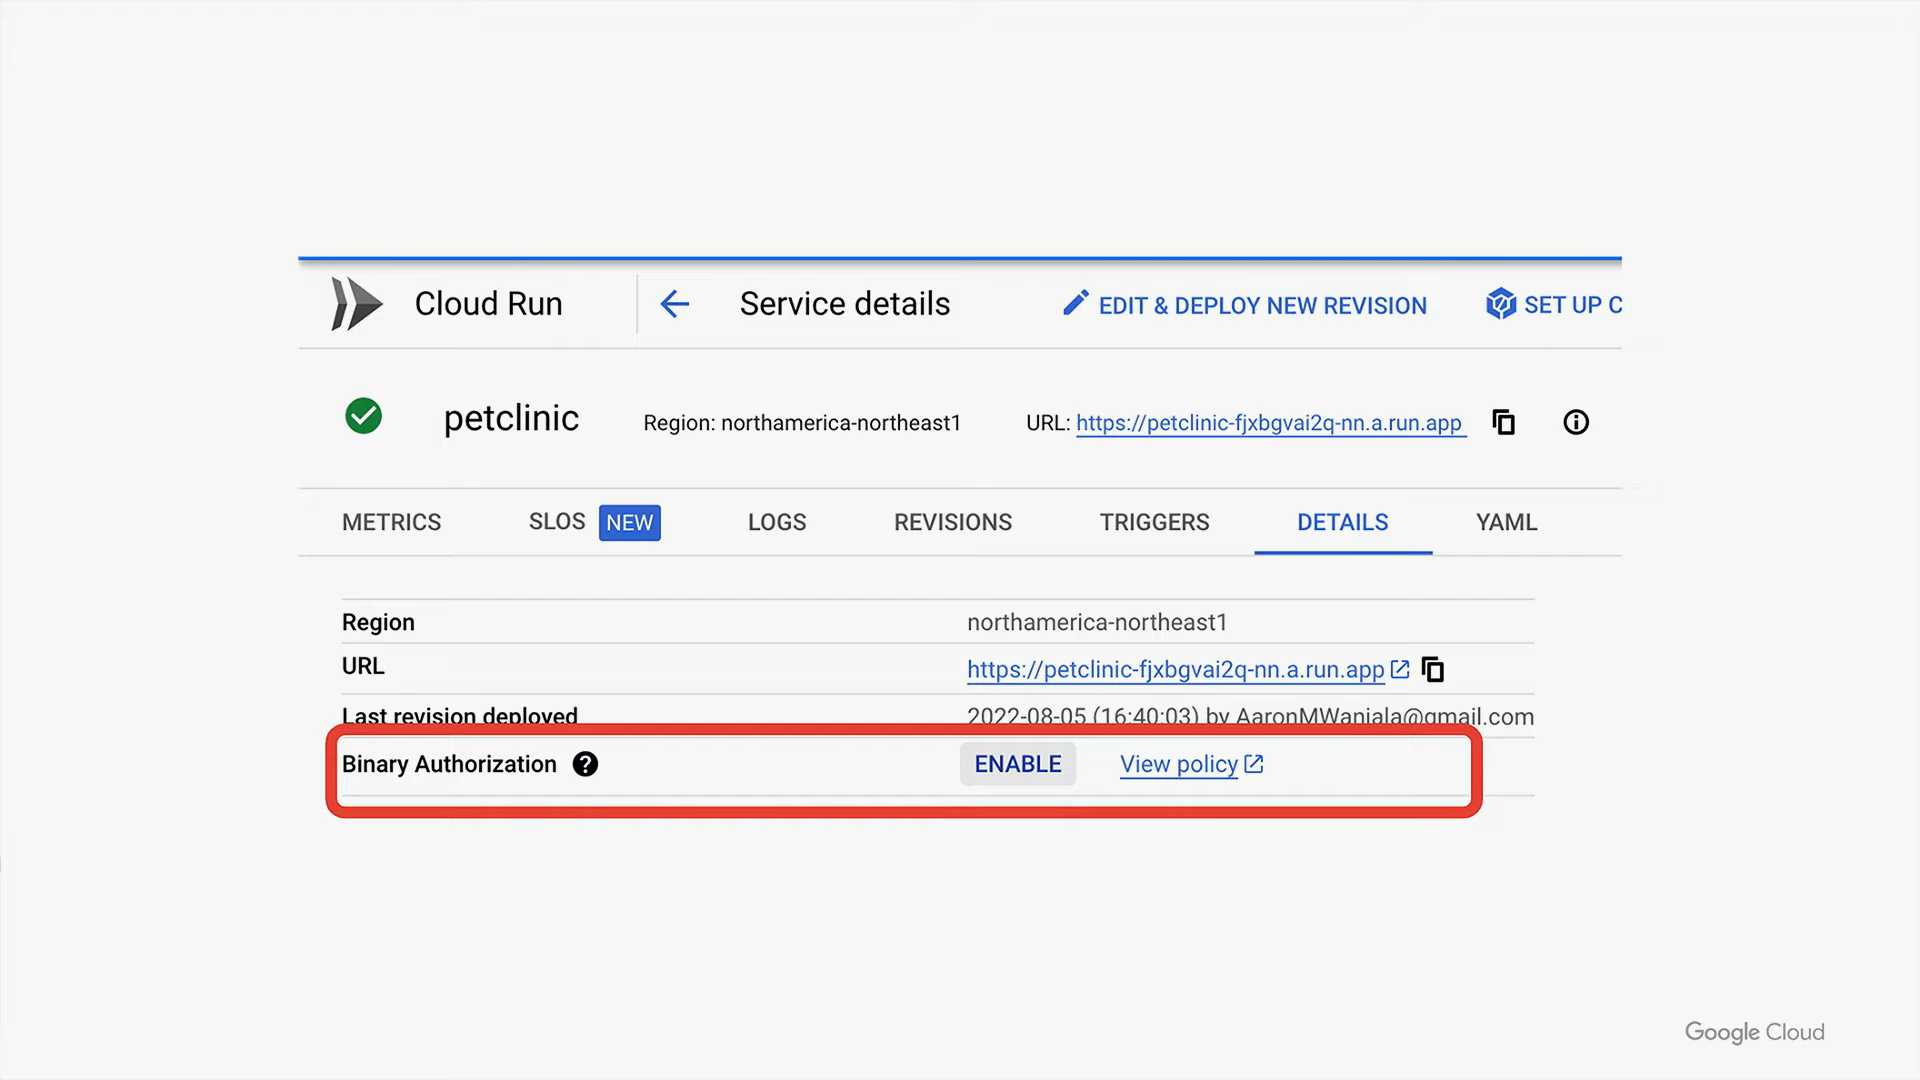 Cloud Run
Service details
EDIT & DEPLOY NEW REVISION
SET UP C
petclinic
Region: northamerica-northeast1
URL: https://petclinic-fjxbgvai2q-nn.a.run.app
METRICS
SLOS NEW
LOGS
REVISIONS
TRIGGERS
DETAILS
YAML
Region
northamerica-northeast1
URL
https://petclinic-fjxbgvai2q-nn.a.run.app
Last revision deployed
2022-08-05 (16:40:03) by AaronMWanjala@gmail.com
Binary Authorization ?
ENABLE
View policy
Google Cloud